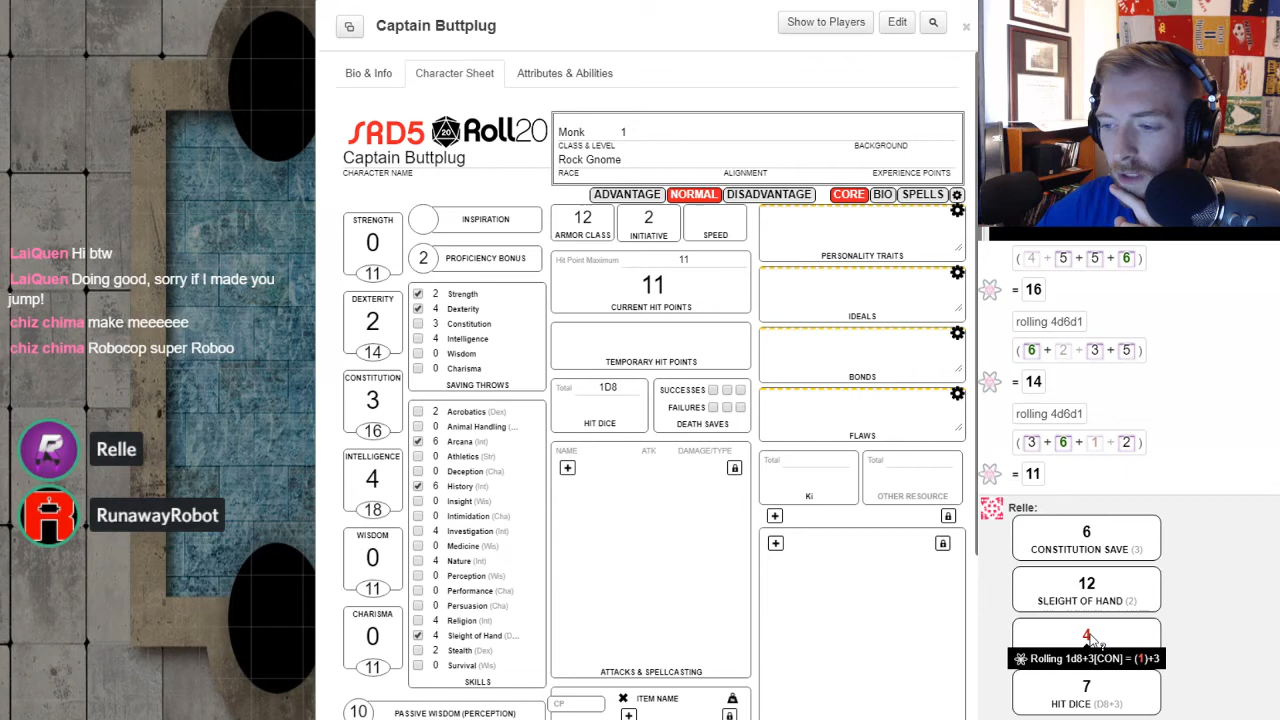 Captain Buttplug
Show to Players
Edit
Bio & Info
Character Sheet
Attributes & Abilities
SRD5 20 Roll20
Captain Buttplug
CHARACTER NAME
Monk 1
CLASS & LEVEL
BACKGROUND
Rock Gnome
RACE
ALIGNMENT
EXPERIENCE POINTS
ADVANTAGE NORMAL DISADVANTAGE
CORE BIO SPELLS
STRENGTH
0
11
DEXTERITY
2
14
CONSTITUTION
3
16
INTELLIGENCE
4
18
WISDOM
0
11
CHARISMA
0
11
INSPIRATION
2 PROFICIENCY BONUS
2 Strength
4 Dexterity
3 Constitution
4 Intelligence
0 Wisdom
0 Charisma
SAVING THROWS
2 Acrobatics (Dex)
0 Animal Handling (...
6 Arcana (Int)
0 Athletics (Str)
0 Deception (Cha)
6 History (Int)
0 Insight (Wis)
0 Intimidation (Cha)
4 Investigation (Int)
0 Medicine (Wis)
4 Nature (Int)
0 Perception (Wis)
0 Performance (Cha)
0 Persuasion (Cha)
4 Religion (Int)
4 Sleight of Hand (D...
2 Stealth (Dex)
0 Survival (Wis)
SKILLS
10 PASSIVE WISDOM (PERCEPTION)
12
ARMOR CLASS
2
INITIATIVE
SPEED
Hit Point Maximum 11
11
CURRENT HIT POINTS
TEMPORARY HIT POINTS
Total 1D8
HIT DICE
SUCCESSES
FAILURES
DEATH SAVES
NAME ATK DAMAGE/TYPE
ATTACKS & SPELLCASTING
CP
ITEM NAME
PERSONALITY TRAITS
IDEALS
BONDS
FLAWS
Total
Ki
Total
OTHER RESOURCE
LaiQuen Hi btw
LaiQuen Doing good, sorry if I made you
jump!
chiz chima make meeeeee
chiz chima Robocop super Roboo
Relle
RunawayRobot
(4+5+5+6)
= 16
rolling 4d6d1
(6+2+3+5)
= 14
rolling 4d6d1
(3+6+1+2)
= 11
Relle:
6
CONSTITUTION SAVE (3)
12
SLEIGHT OF HAND (2)
4
Rolling 1d8+3[CON] = (1)+3
7
HIT DICE (D8+3)